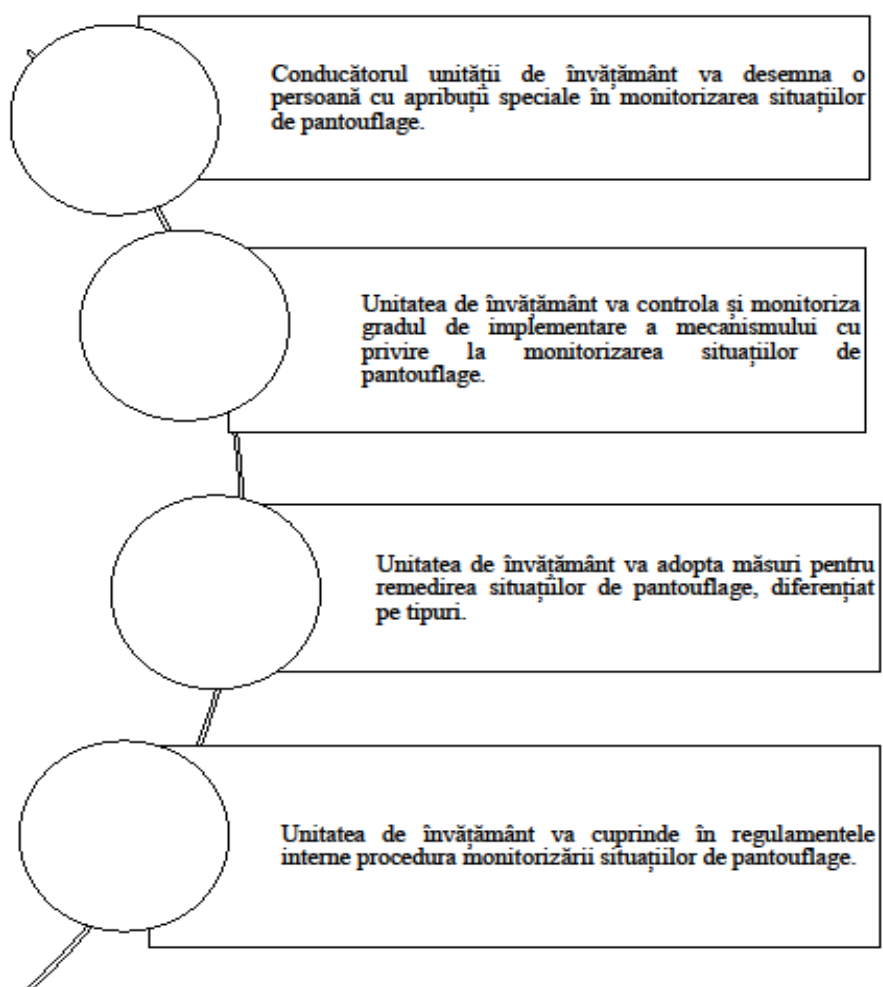 Conducătorul unității de învățământ va desemna o
persoană cu apribuții speciale în monitorizarea situațiilor
de pantouflage.
Unitatea de învățământ va controla și monitoriza
gradul de implementare a mecanismului cu
privire la monitorizarea situațiilor de
pantouflage.
Unitatea de învățământ va adopta măsuri pentru
remedirea situațiilor de pantouflage, diferențiat
pe tipuri.
Unitatea de învățământ va cuprinde în regulamentele
interne procedura monitorizării situațiilor de pantouflage.